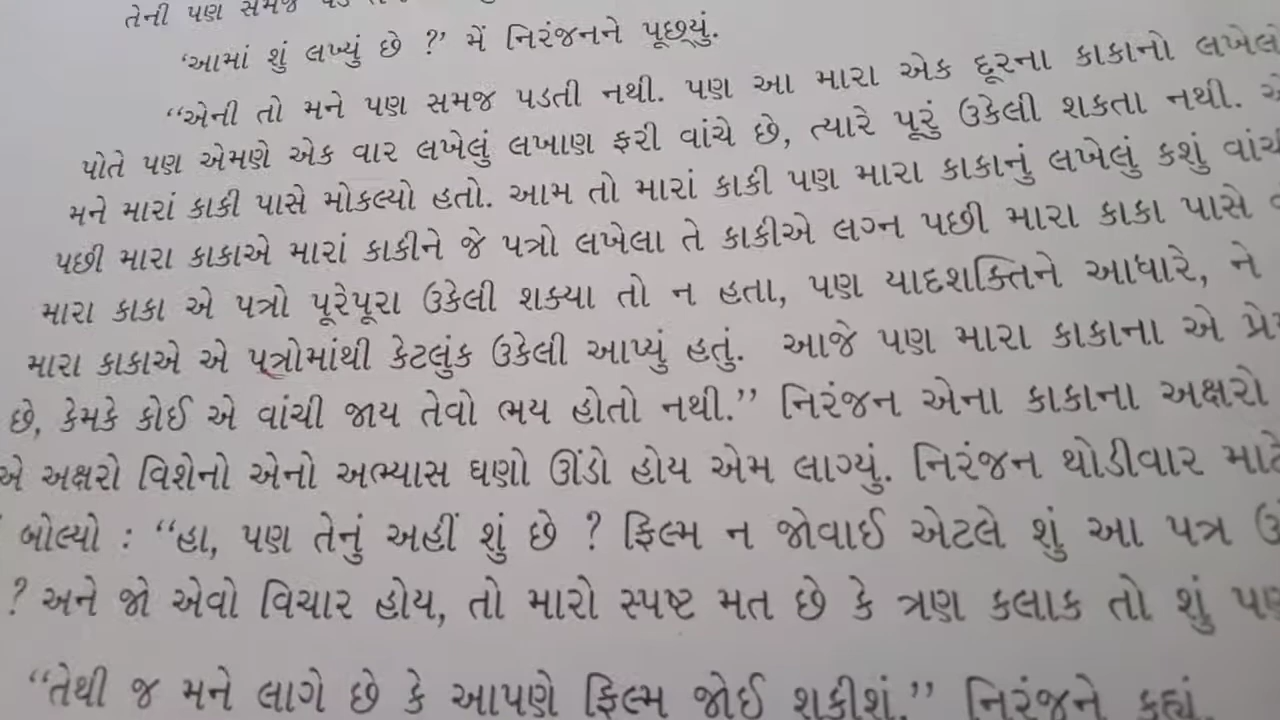 તેની પણ સમજ
‘આમાં શું લખ્યું છે ?’ મેં નિરંજનને પૂછ્યું.
“એની તો મને પણ સમજ પડતી નથી. પણ આ મારા એક દૂરના કાકાનો
પોતે પણ એમણે એક વાર લખેલું લખાણ ફરી વાંચે છે, ત્યારે પૂરું ઉકેલી શકતા નથી.
મને મારાં કાકી પાસે મોકલ્યો હતો. આમ તો મારાં કાકી પણ મારા કાકાનું લખેલું કશું
પછી મારા કાકાએ મારાં કાકીને જે પત્રો લખેલા તે કાકીએ લગ્ન પછી મારા કાકા પાસે
મારા કાકા એ પત્રો પૂરેપૂરા ઉકેલી શક્યા તો ન હતા, પણ યાદશક્તિને આધારે, ને
મારા કાકાએ એ પત્રોમાંથી કેટલુંક ઉકેલી આપ્યું હતું. આજે પણ મારા કાકાના એ
છે, કેમકે કોઈ એ વાંચી જાય તેવો ભય હોતો નથી.” નિરંજન એના કાકાના અક્ષરો
એ અક્ષરો વિશેનો એનો અભ્યાસ ઘણો ઊંડો હોય એમ લાગ્યું. નિરંજન થોડીવાર માટે
બોલ્યો : “હા, પણ તેનું અહીં શું છે ? ફિલ્મ ન જોવાઈ એટલે શું આ પત્ર
? અને જો એવો વિચાર હોય, તો મારો સ્પષ્ટ મત છે કે ત્રણ કલાક તો શું પણ
“તેથી જ મને લાગે છે કે આપણે ફિલ્મ જોઈ શકીશું.” નિરંજને કહ્યું